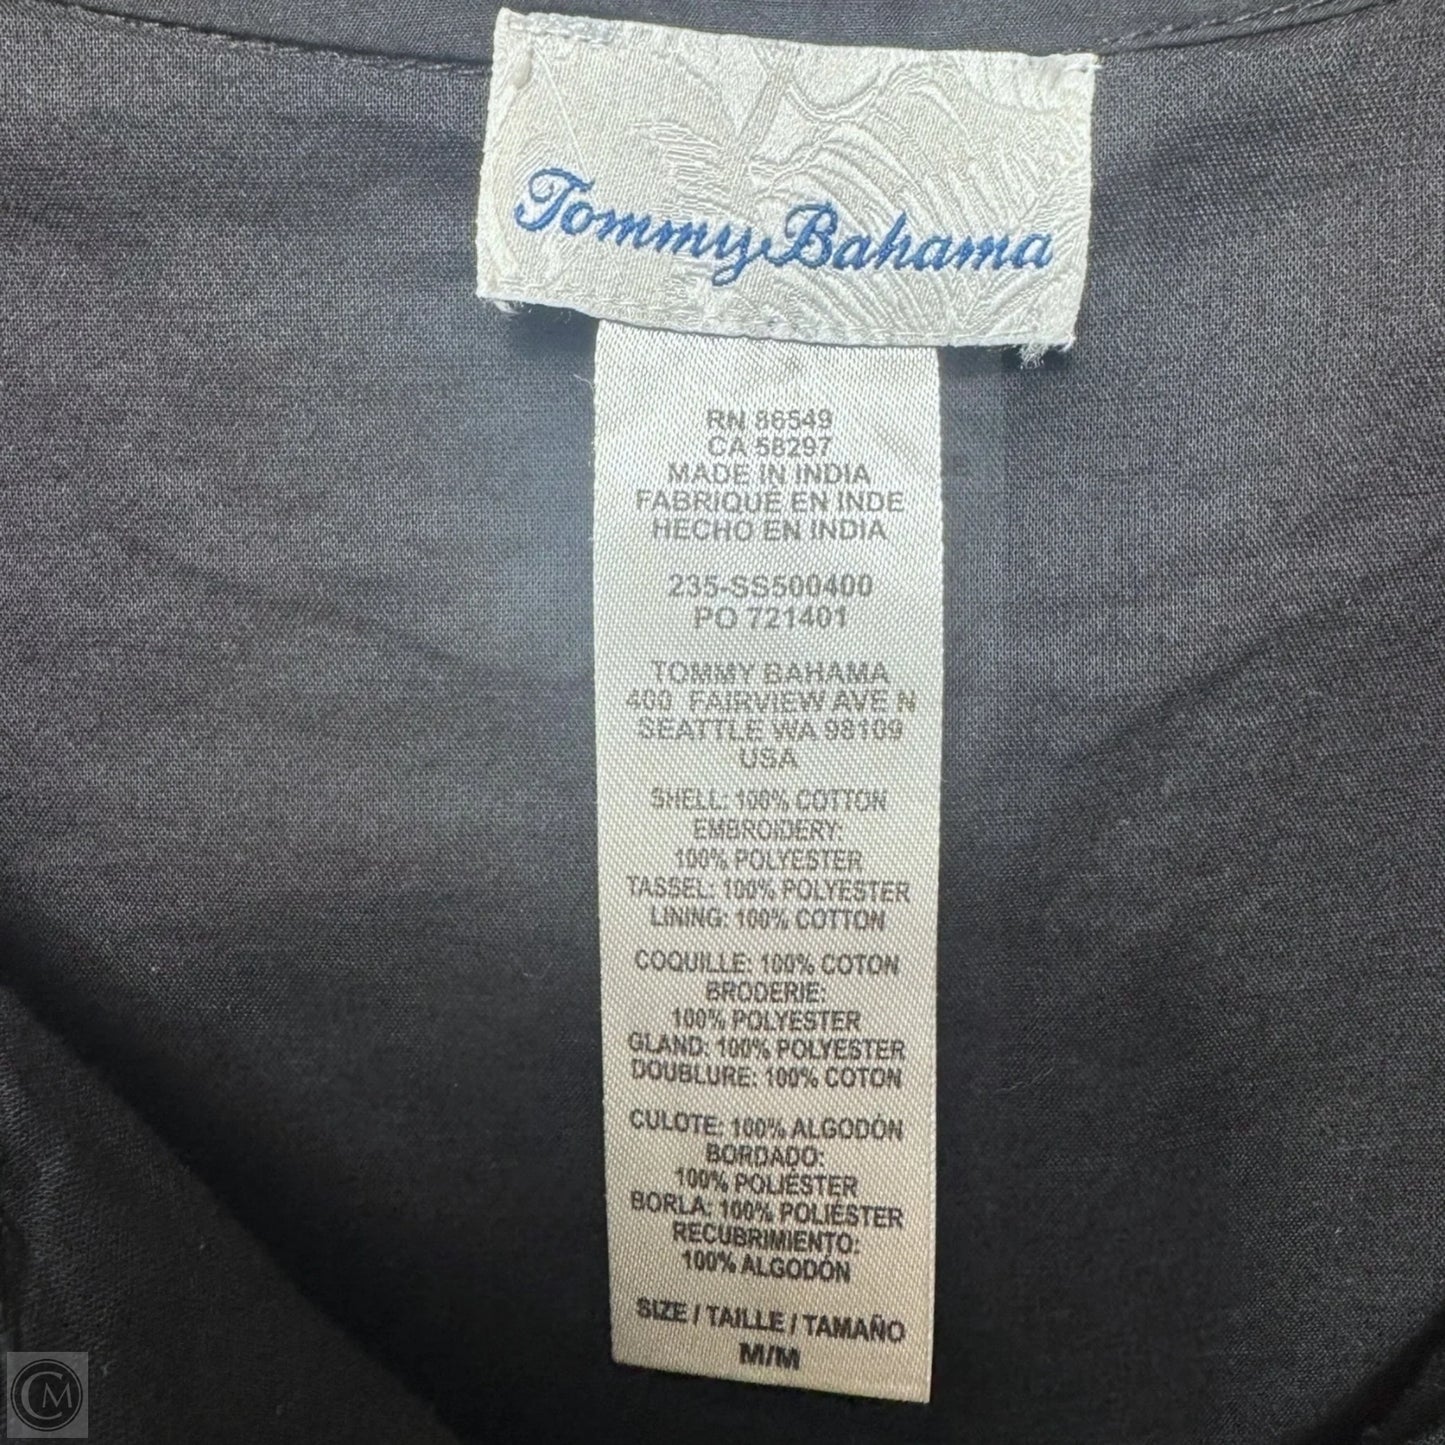 Tommy Bahama
RN 86549
CA 58297
MADE IN INDIA
FABRIQUÉ EN INDE
HECHO EN INDIA
235-SS500400
PO 721401
TOMMY BAHAMA
400 FAIRVIEW AVE N
SEATTLE WA 98109
USA
SHELL: 100% COTTON
EMBROIDERY:
100% POLYESTER
TASSEL: 100% POLYESTER
LINING: 100% COTTON
COQUILLE: 100% COTON
BRODERIE:
100% POLYESTER
GLAND: 100% POLYESTER
DOUBLURE: 100% COTON
CULOTE: 100% ALGODÓN
BORDADO:
100% POLIÉSTER
BORLA: 100% POLIÉSTER
RECUBRIMIENTO:
100% ALGODÓN
SIZE / TAILLE / TAMAÑO
M/M
CM